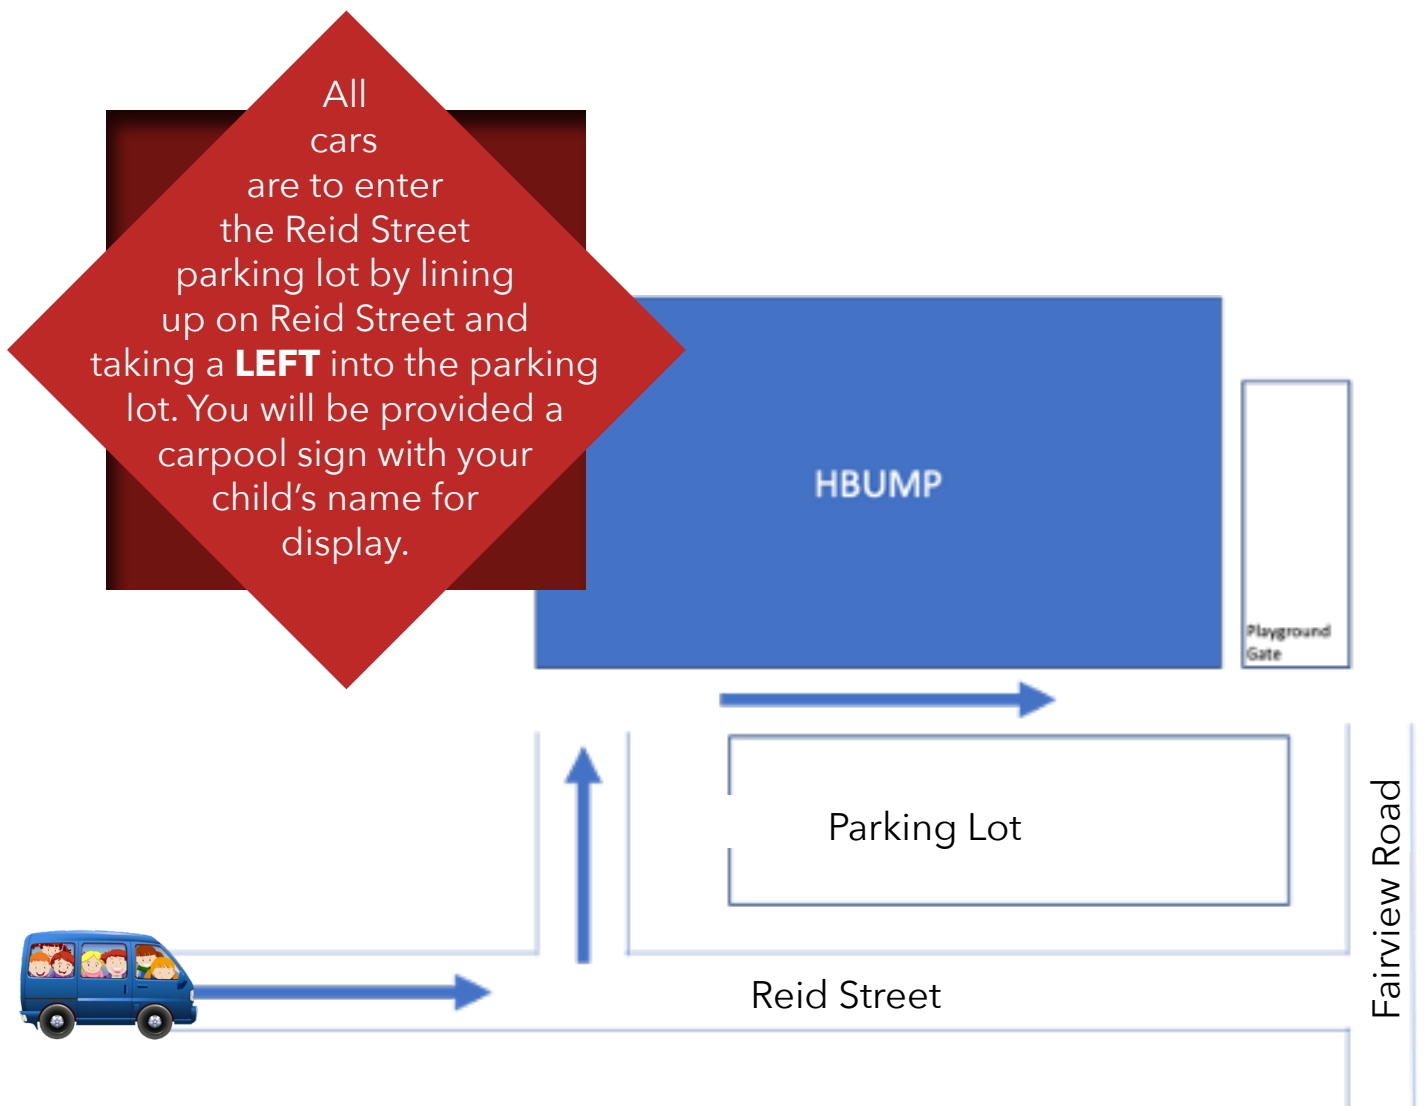 All
cars
are to enter
the Reid Street
parking lot by lining
up on Reid Street and
taking a LEFT into the parking
lot. You will be provided a
carpool sign with your
child’s name for
display.
HBUMP
Playground
Gate
Parking Lot
Fairview Road
Reid Street